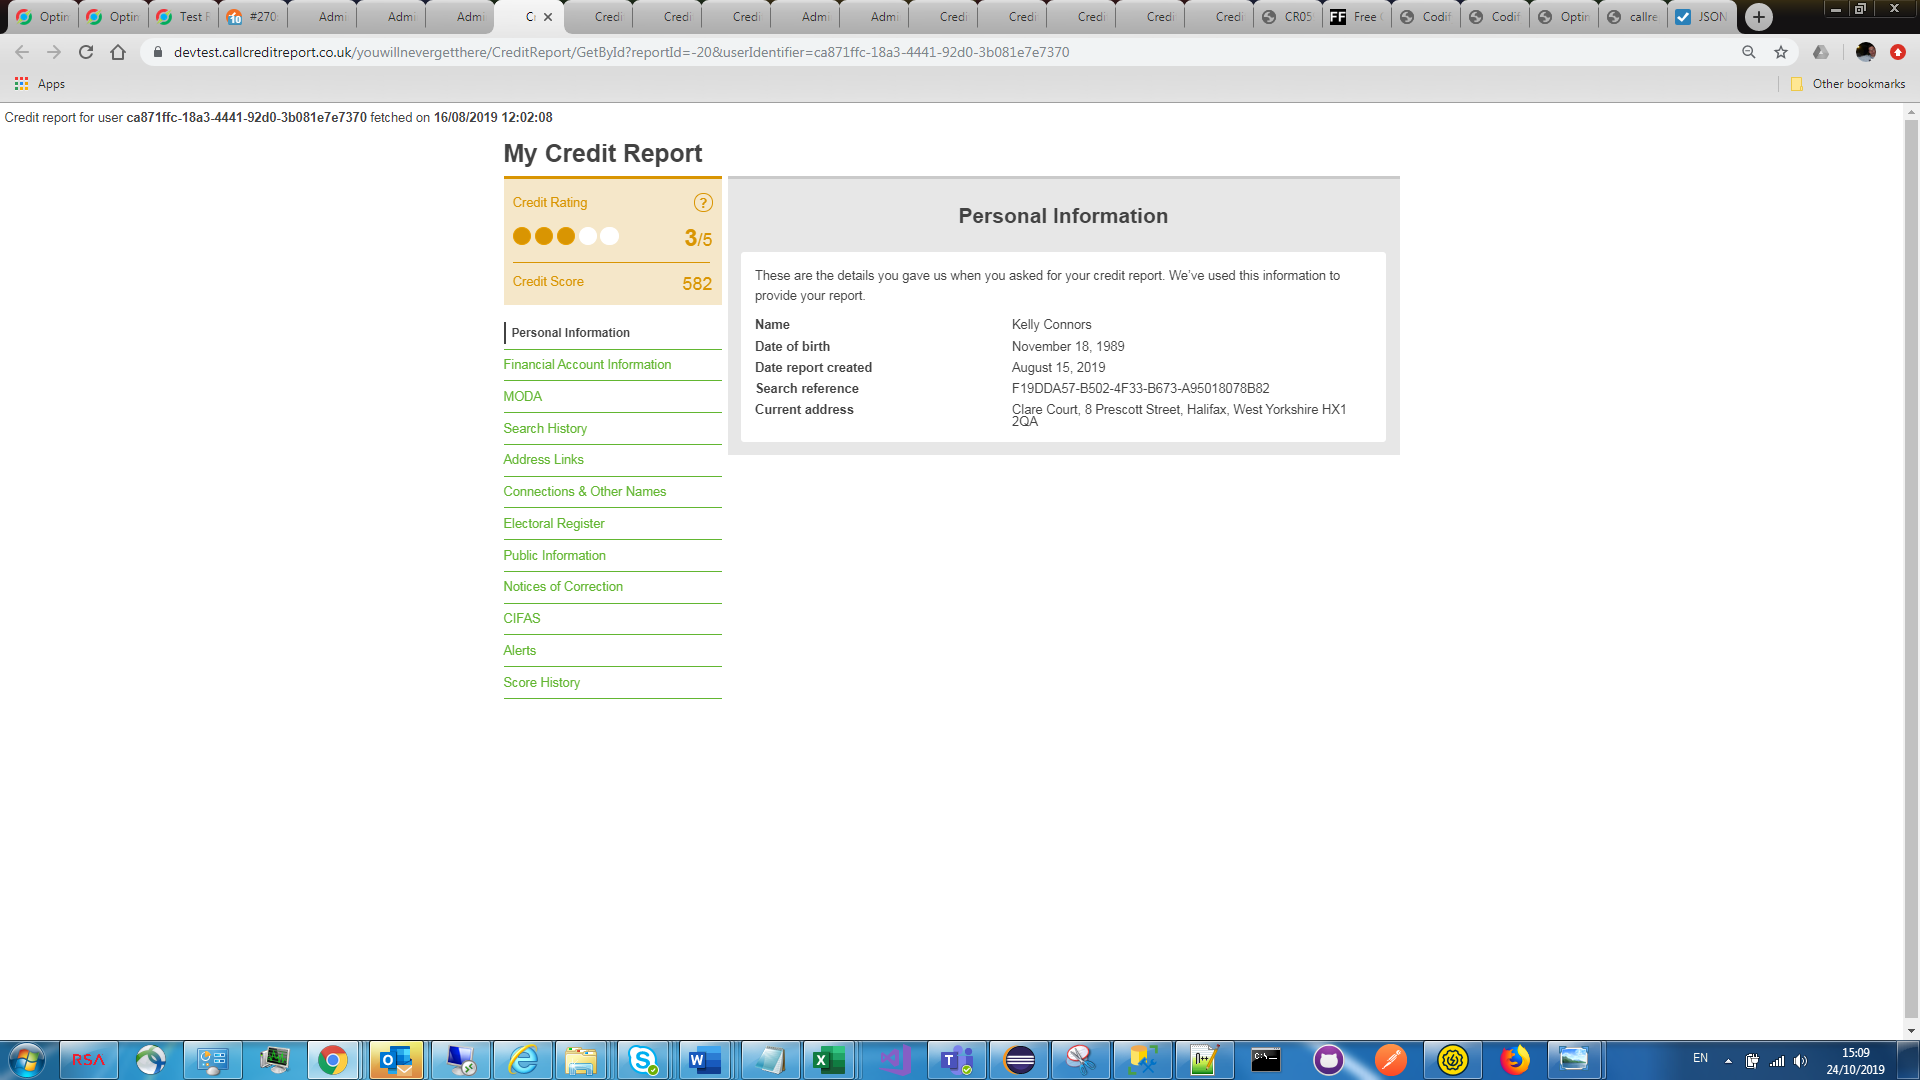 Optin
Optin
Test F
#270
Admi
Admi
Admi
Cr
Credi
Credi
Credi
Admi
Admi
Credi
Credi
Credi
Credi
Credi
CR05
FF Free
Codif
Codif
Optin
callre
JSON
devtest.callcreditreport.co.uk/youwillnevergetthere/CreditReport/GetById?reportId=-20&userIdentifier=ca871ffc-18a3-4441-92d0-3b081e7e7370
Apps
Other bookmarks
Credit report for user ca871ffc-18a3-4441-92d0-3b081e7e7370 fetched on 16/08/2019 12:02:08
My Credit Report
Credit Rating ?
3/5
Credit Score 582
Personal Information
Financial Account Information
MODA
Search History
Address Links
Connections & Other Names
Electoral Register
Public Information
Notices of Correction
CIFAS
Alerts
Score History
Personal Information
These are the details you gave us when you asked for your credit report. We've used this information to
provide your report.
Name Kelly Connors
Date of birth November 18, 1989
Date report created August 15, 2019
Search reference F19DDA57-B502-4F33-B673-A95018078B82
Current address Clare Court, 8 Prescott Street, Halifax, West Yorkshire HX1
2QA
RSA
EN
15:09
24/10/2019